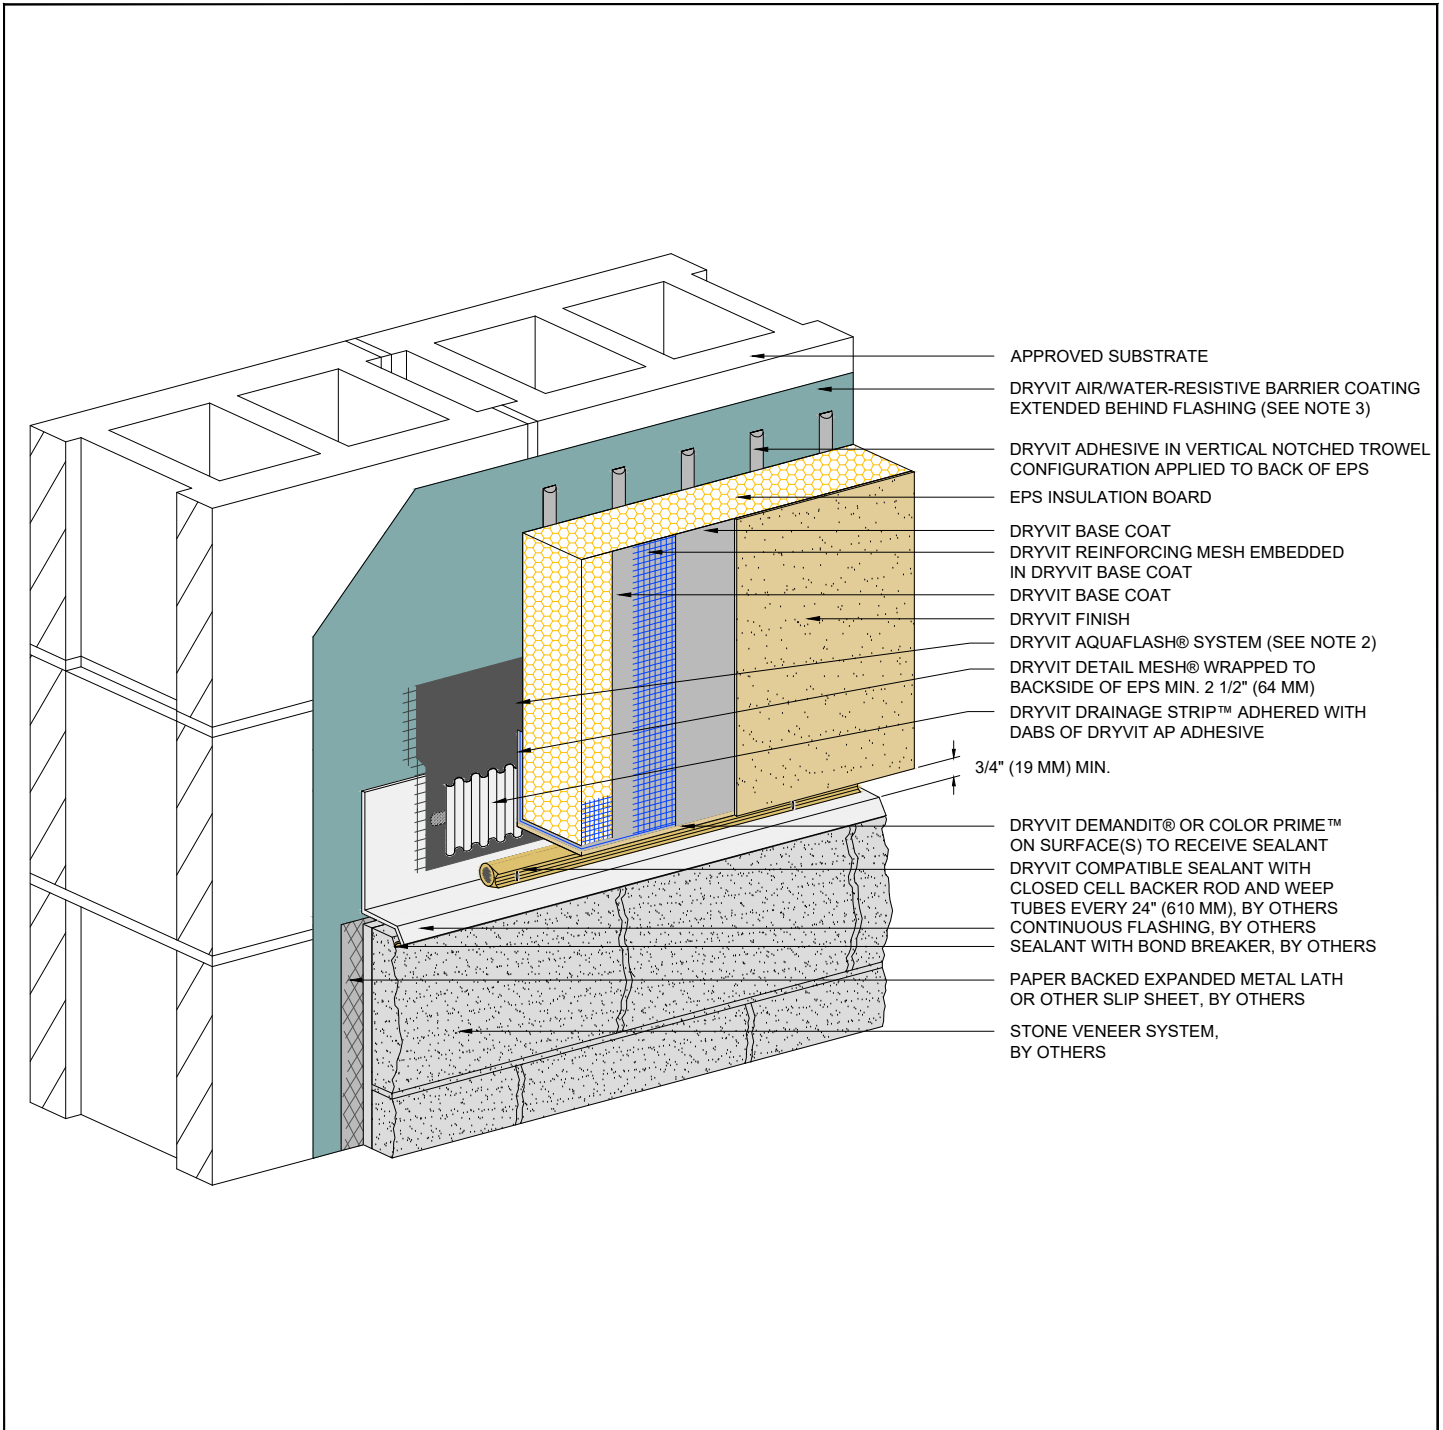 APPROVED SUBSTRATE
DRYVIT AIR/WATER-RESISTIVE BARRIER COATING
EXTENDED BEHIND FLASHING (SEE NOTE 3)
DRYVIT ADHESIVE IN VERTICAL NOTCHED TROWEL
CONFIGURATION APPLIED TO BACK OF EPS
EPS INSULATION BOARD
DRYVIT BASE COAT
DRYVIT REINFORCING MESH EMBEDDED
IN DRYVIT BASE COAT
DRYVIT BASE COAT
DRYVIT FINISH
DRYVIT AQUAFLASH® SYSTEM (SEE NOTE 2)
DRYVIT DETAIL MESH® WRAPPED TO
BACKSIDE OF EPS MIN. 2 1/2" (64 MM)
DRYVIT DRAINAGE STRIP™ ADHERED WITH
DABS OF DRYVIT AP ADHESIVE
3/4" (19 MM) MIN.
DRYVIT DEMANDIT® OR COLOR PRIME™
ON SURFACE(S) TO RECEIVE SEALANT
DRYVIT COMPATIBLE SEALANT WITH
CLOSED CELL BACKER ROD AND WEEP
TUBES EVERY 24" (610 MM), BY OTHERS
CONTINUOUS FLASHING, BY OTHERS
SEALANT WITH BOND BREAKER, BY OTHERS
PAPER BACKED EXPANDED METAL LATH
OR OTHER SLIP SHEET, BY OTHERS
STONE VENEER SYSTEM,
BY OTHERS